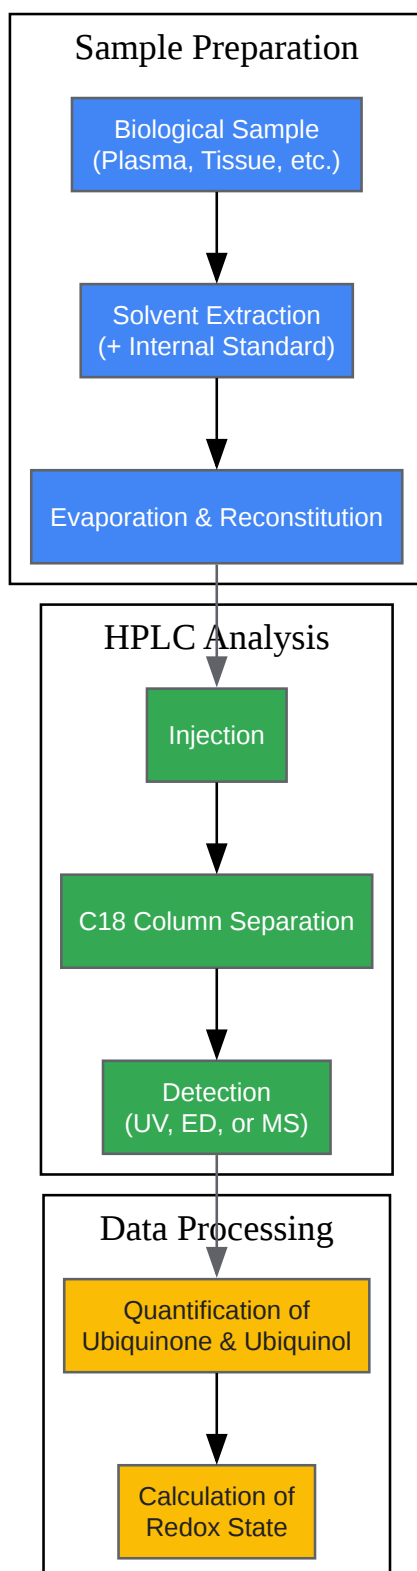 Sample Preparation
Biological Sample
(Plasma, Tissue, etc.)
Solvent Extraction
(+ Internal Standard)
Evaporation & Reconstitution
HPLC Analysis
Injection
C18 Column Separation
Detection
(UV, ED, or MS)
Data Processing
Quantification of
Ubiquinone & Ubiquinol
Calculation of
Redox State